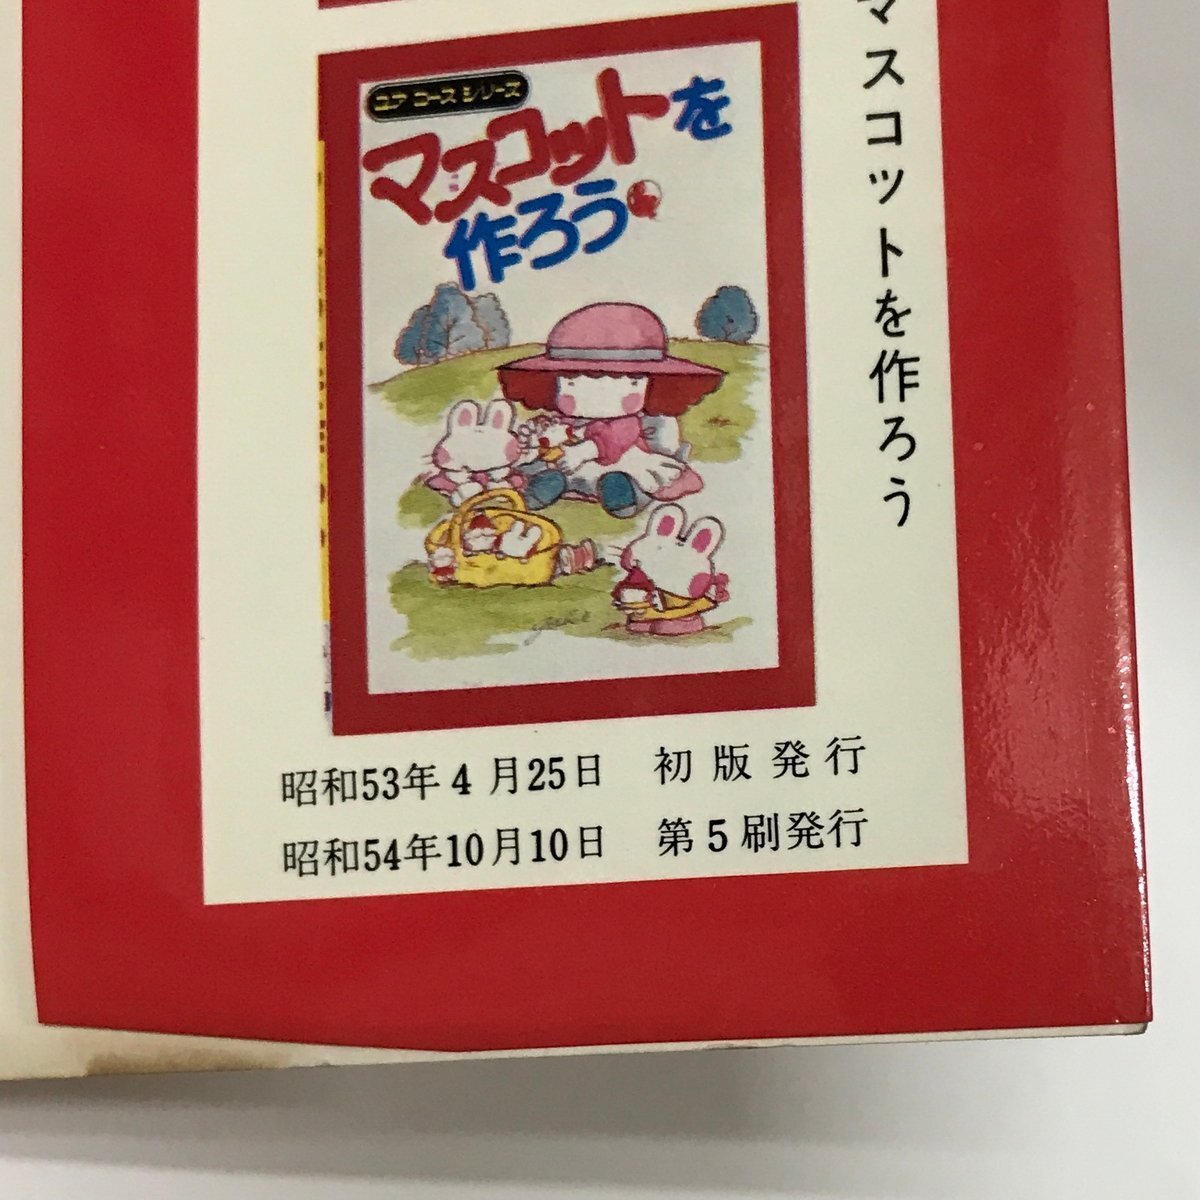 マスコットを作ろう
ユア コース シリーズ
マスコットを
作ろう
昭和53年4月25日 初版発行
昭和54年10月10日 第5刷発行